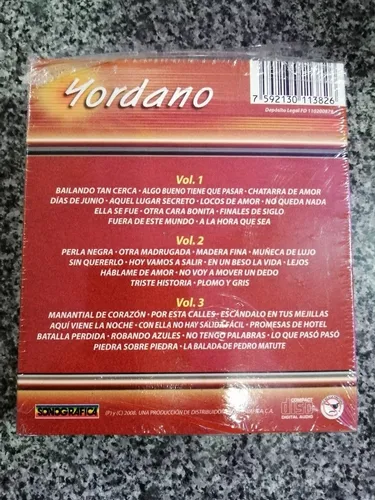 Yordano
7 592130 113826
Vol. 1
BAILANDO TAN CERCA · ALGO BUENO TIENE QUE PASAR · CHATARRA DE AMOR
DÍAS DE JUNIO · AQUEL LUGAR SECRETO · LOCOS DE AMOR · NO QUEDA NADA
ELLA SE FUE · OTRA CARA BONITA · FINALES DE SIGLO
FUERA DE ESTE MUNDO · A LA HORA QUE SEA
Vol. 2
PERLA NEGRA · OTRA MADRUGADA · MADERA FINA · MUÑECA DE LUJO
SIN QUERERLO · HOY VAMOS A SALIR · EN UN BESO LA VIDA · LEJOS
HÁBLAME DE AMOR · NO VOY A MOVER UN DEDO
TRISTE HISTORIA · PLOMO Y GRIS
Vol. 3
MANANTIAL DE CORAZÓN · POR ESTA CALLES · ESCÁNDALO EN TUS MEJILLAS
AQUÍ VIENE LA NOCHE · CON ELLA NO HAY SALIDA FÁCIL · PROMESAS DE HOTEL
BATALLA PERDIDA · ROBANDO AZULES · NO TENGO PALABRAS · LO QUE PASÓ PASÓ
PIEDRA SOBRE PIEDRA · LA BALADA DE PEDRO MATUTE
SONOGRAFICA
(P) y (C) 2008. UNA PRODUCCIÓN DE
COMPACT
disc
DIGITAL AUDIO